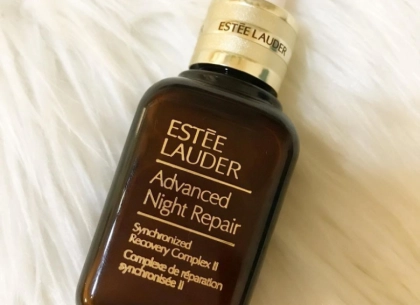 ESTĒE LAUDER
ESTĒE
LAUDER
Advanced
Night Repair
Synchronized
Recovery Complex II
Complexe de réparation
synchronisée II